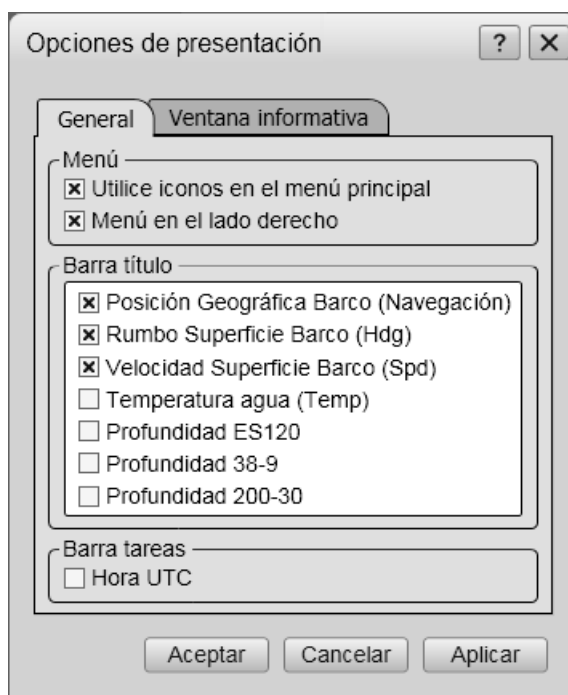 Opciones de presentación
?
General Ventana informativa
Menú
Utilice iconos en el menú principal
Menú en el lado derecho
Barra título
Posición Geográfica Barco (Navegación)
Rumbo Superficie Barco (Hdg)
Velocidad Superficie Barco (Spd)
Temperatura agua (Temp)
Profundidad ES120
Profundidad 38-9
Profundidad 200-30
Barra tareas
Hora UTC
Aceptar Cancelar Aplicar